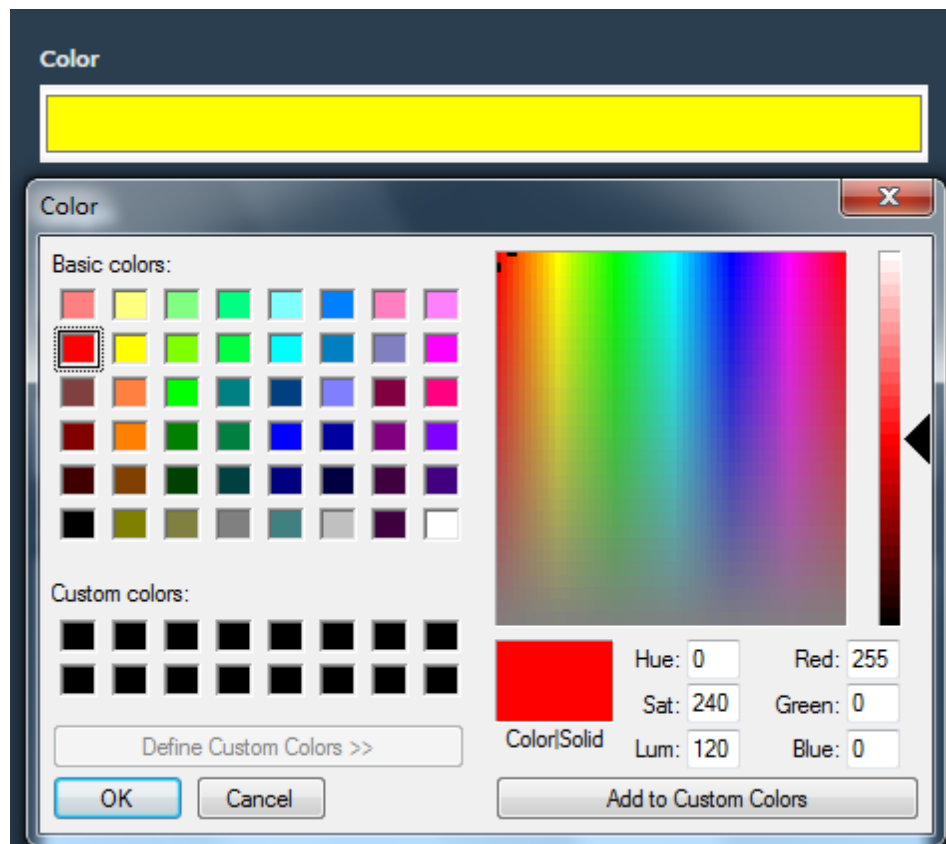 Color
Color
Basic colors:
Custom colors:
Define Custom Colors >>
OK Cancel
Color|Solid
Hue: 0 Red: 255
Sat: 240 Green: 0
Lum: 120 Blue: 0
Add to Custom Colors